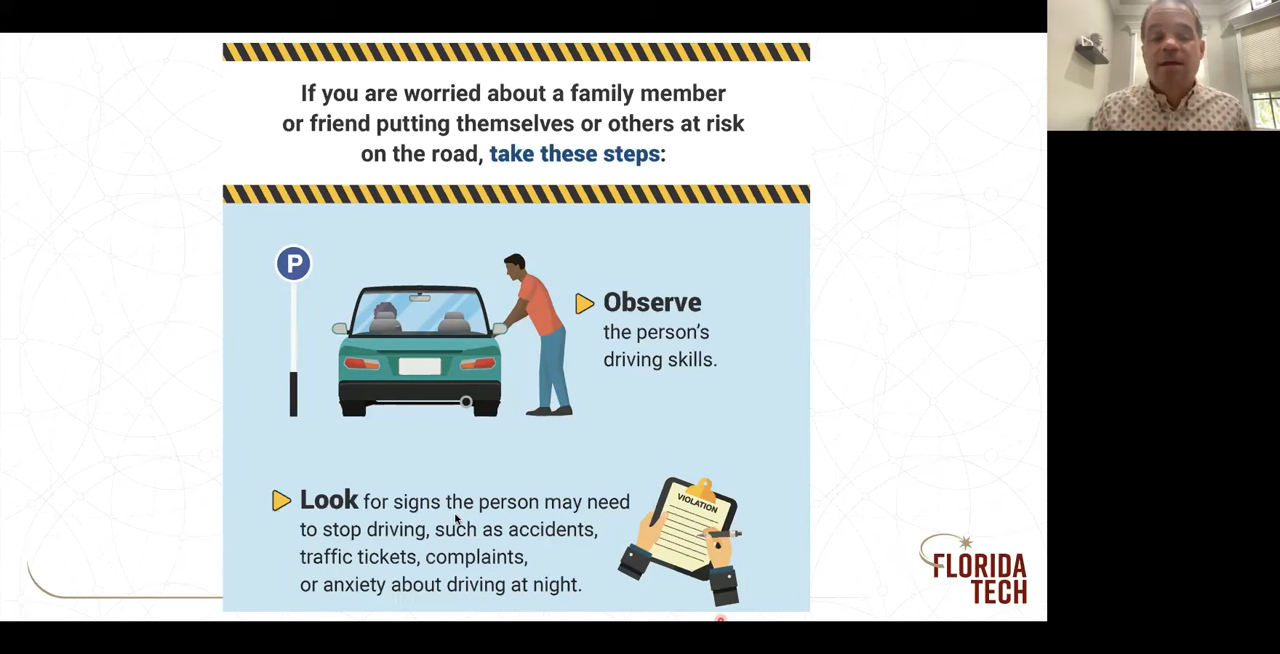 If you are worried about a family member
or friend putting themselves or others at risk
on the road, take these steps:
P
Observe
the person's
driving skills.
Look for signs the person may need
to stop driving, such as accidents,
traffic tickets, complaints,
or anxiety about driving at night.
VIOLATION
FLORIDA
TECH